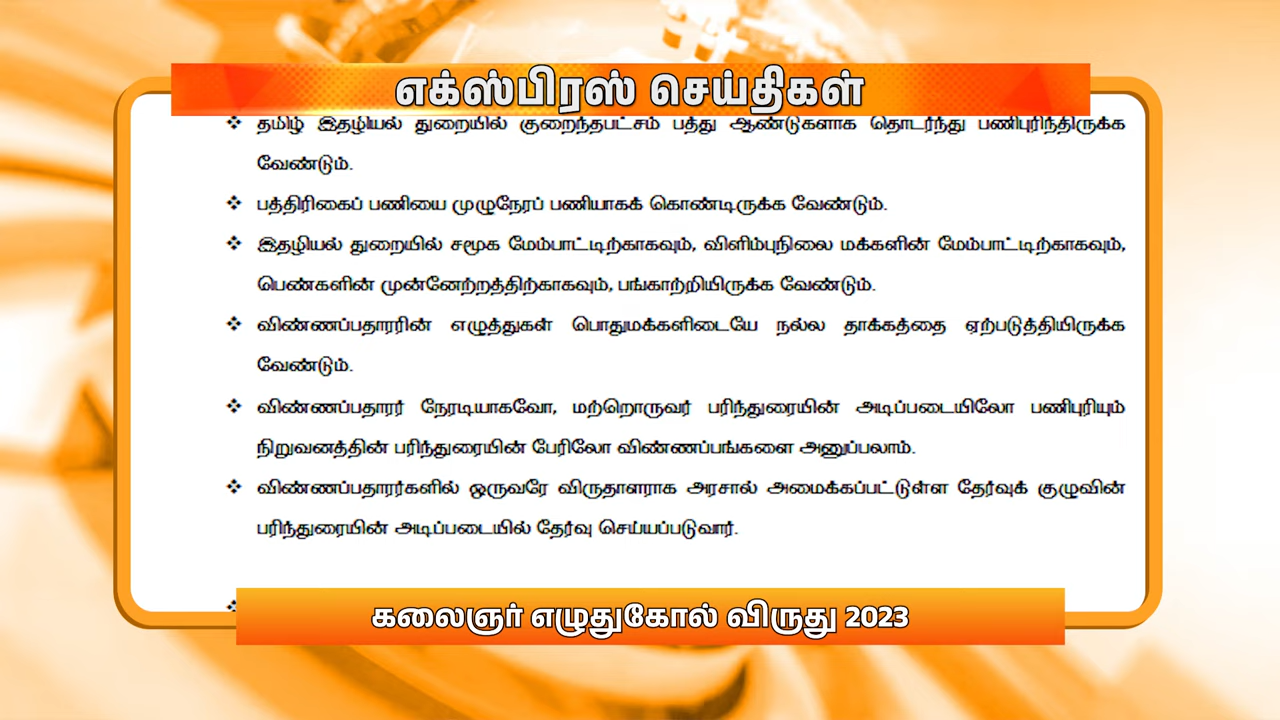 எக்ஸ்பிரஸ் செய்திகள்
❖ தமிழ் இதழியல் துறையில் குறைந்தபட்சம் பத்து ஆண்டுகளாக தொடர்ந்து பணிபுரிந்திருக்க
வேண்டும்.
❖ பத்திரிகைப் பணியை முழுநேரப் பணியாகக் கொண்டிருக்க வேண்டும்.
❖ இதழியல் துறையில் சமூக மேம்பாட்டிற்காகவும், விளிம்புநிலை மக்களின் மேம்பாட்டிற்காகவும்,
பெண்களின் முன்னேற்றத்திற்காகவும், பங்காற்றியிருக்க வேண்டும்.
❖ விண்ணப்பதாரரின் எழுத்துகள் பொதுமக்களிடையே நல்ல தாக்கத்தை ஏற்படுத்தியிருக்க
வேண்டும்.
❖ விண்ணப்பதாரர் நேரடியாகவோ, மற்றொருவர் பரிந்துரையின் அடிப்படையிலோ பணிபுரியும்
நிறுவனத்தின் பரிந்துரையின் பேரிலோ விண்ணப்பங்களை அனுப்பலாம்.
❖ விண்ணப்பதாரர்களில் ஒருவரே விருதாளராக அரசால் அமைக்கப்பட்டுள்ள தேர்வுக் குழுவின்
பரிந்துரையின் அடிப்படையில் தேர்வு செய்யப்படுவார்.
கலைஞர் எழுதுகோல் விருது 2023